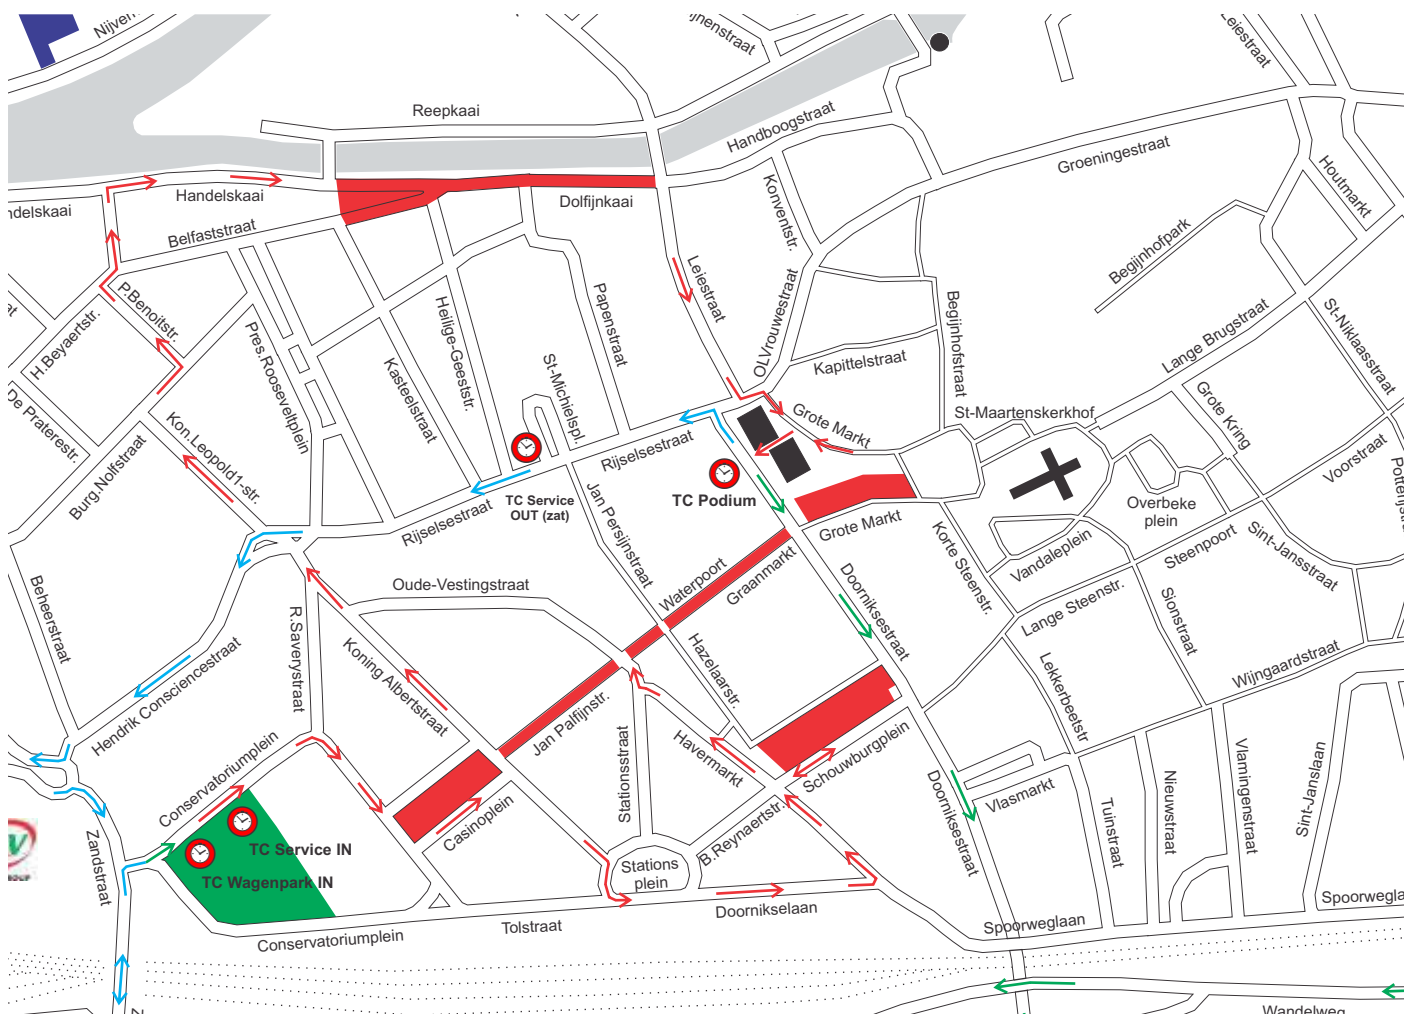 Nijver
jnenstraat
Leiestraat
Reepkaai
Handboogstraat
Groeningestraat
Houtmarkt
ndelskaai
Handelskaai
Dolfijnkaai
Konventstr.
Belfaststraat
Begijnhofpark
Leiestraat
OLVrouwestraat
P.Benoitstr.
H.Beyaertstr.
at
Papenstraat
Heilige-Geeststr.
Begijnhofstraat
Lange Brugstraat
St-Niklaasstraat
Pres.Rooseveltplein
Kasteelstraat
St-Michielspl.
Kapittelstraat
De Praterestr.
Grote Kring
St-Maartenskerkhof
Grote Markt
Kon.Leopold1-str.
Burg.Nolfstraat
Rijselsestraat
Voorstraat
TC Podium
TC Service
OUT (zat)
Rijselsestraat
Jan Persijnstraat
Grote Markt
Overbeke
plein
Korte Steenstr.
Vandaleplein
Steenpoort
Sint-Jansstraat
Beheerstraat
Oude-Vestingstraat
Waterpoort
Graanmarkt
Doorniksestraat
Lange Steenstr.
Sionstraat
R.Saverystraat
Koning Albertstraat
Hazelaarstr.
Lekkerbeetstr
Wijngaardstraat
Hendrik Consciencestraat
Jan Palfijnstr.
Stationsstraat
Havermarkt
Schouwburgplein
Conservatoriumplein
Casinoplein
B.Reynaertstr.
Doorniksestraat
Vlasmarkt
Tuinstraat
Nieuwstraat
Vlamingenstraat
Sint-Janslaan
Zandstraat
TC Service IN
TC Wagenpark IN
Stations
plein
Conservatoriumplein
Tolstraat
Doornikselaan
Spoorweglaan
Spoorwegla
Wandelweg